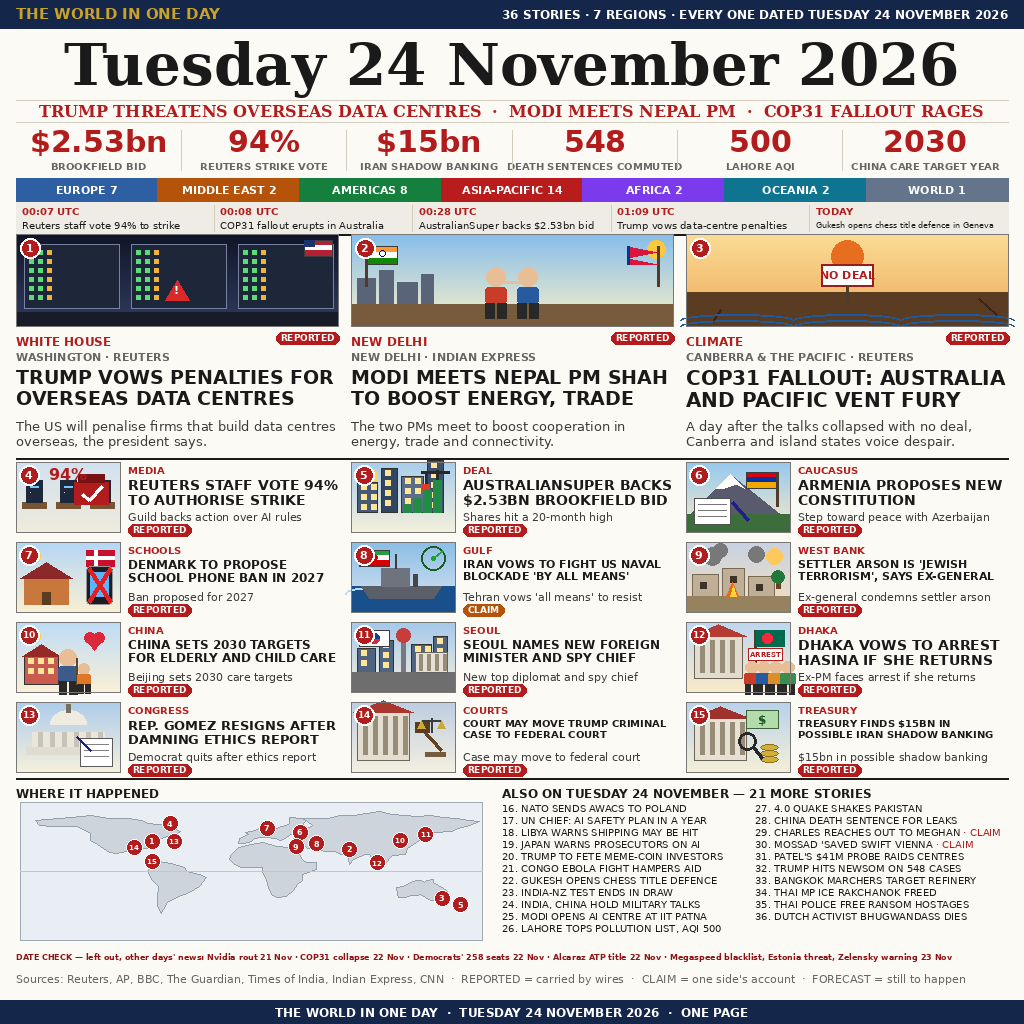 THE WORLD IN ONE DAY
36 STORIES · 7 REGIONS · EVERY ONE DATED TUESDAY 24 NOVEMBER 2026
Tuesday 24 November 2026
TRUMP THREATENS OVERSEAS DATA CENTRES · MODI MEETS NEPAL PM · COP31 FALLOUT RAGES
$2.53bn
BROOKFIELD BID
94%
REUTERS STRIKE VOTE
$15bn
IRAN SHADOW BANKING
548
DEATH SENTENCES COMMUTED
500
LAHORE AQI
2030
CHINA CARE TARGET YEAR
EUROPE 7
MIDDLE EAST 2
AMERICAS 8
ASIA-PACIFIC 14
AFRICA 2
OCEANIA 2
WORLD 1
00:07 UTC
Reuters staff vote 94% to strike
00:08 UTC
COP31 fallout erupts in Australia
00:28 UTC
AustralianSuper backs $2.53bn bid
01:09 UTC
Trump vows data-centre penalties
TODAY
Gukesh opens chess title defence in Geneva
1
!
REPORTED
WHITE HOUSE
WASHINGTON · REUTERS
TRUMP VOWS PENALTIES FOR
OVERSEAS DATA CENTRES
The US will penalise firms that build data centres
overseas, the president says.
2
REPORTED
NEW DELHI
NEW DELHI · INDIAN EXPRESS
MODI MEETS NEPAL PM SHAH
TO BOOST ENERGY, TRADE
The two PMs meet to boost cooperation in
energy, trade and connectivity.
3
NO DEAL
REPORTED
CLIMATE
CANBERRA & THE PACIFIC · REUTERS
COP31 FALLOUT: AUSTRALIA
AND PACIFIC VENT FURY
A day after the talks collapsed with no deal,
Canberra and island states voice despair.
4
94%
MEDIA
REUTERS STAFF VOTE 94%
TO AUTHORISE STRIKE
Guild backs action over AI rules
REPORTED
5
DEAL
AUSTRALIANSUPER BACKS
$2.53BN BROOKFIELD BID
Shares hit a 20-month high
REPORTED
6
CAUCASUS
ARMENIA PROPOSES NEW
CONSTITUTION
Step toward peace with Azerbaijan
REPORTED
7
SCHOOLS
DENMARK TO PROPOSE
SCHOOL PHONE BAN IN 2027
Ban proposed for 2027
REPORTED
8
GULF
IRAN VOWS TO FIGHT US NAVAL
BLOCKADE 'BY ALL MEANS'
Tehran vows 'all means' to resist
CLAIM
9
WEST BANK
SETTLER ARSON IS 'JEWISH
TERRORISM', SAYS EX-GENERAL
Ex-general condemns settler arson
REPORTED
10
CHINA
CHINA SETS 2030 TARGETS
FOR ELDERLY AND CHILD CARE
Beijing sets 2030 care targets
REPORTED
11
SEOUL
SEOUL NAMES NEW FOREIGN
MINISTER AND SPY CHIEF
New top diplomat and spy chief
REPORTED
12
ARREST
DHAKA
DHAKA VOWS TO ARREST
HASINA IF SHE RETURNS
Ex-PM faces arrest if she returns
REPORTED
13
CONGRESS
REP. GOMEZ RESIGNS AFTER
DAMNING ETHICS REPORT
Democrat quits after ethics report
REPORTED
14
COURTS
COURT MAY MOVE TRUMP CRIMINAL
CASE TO FEDERAL COURT
Case may move to federal court
REPORTED
15
$
TREASURY
TREASURY FINDS $15BN IN
POSSIBLE IRAN SHADOW BANKING
$15bn in possible shadow banking
REPORTED
WHERE IT HAPPENED
4
7
6
11
14
1
13
9
8
2
10
15
12
3
5
ALSO ON TUESDAY 24 NOVEMBER — 21 MORE STORIES
16. NATO SENDS AWACS TO POLAND
17. UN CHIEF: AI SAFETY PLAN IN A YEAR
18. LIBYA WARNS SHIPPING MAY BE HIT
19. JAPAN WARNS PROSECUTORS ON AI
20. TRUMP TO FETE MEME-COIN INVESTORS
21. CONGO EBOLA FIGHT HAMPERS AID
22. GUKESH OPENS CHESS TITLE DEFENCE
23. INDIA-NZ TEST ENDS IN DRAW
24. INDIA, CHINA HOLD MILITARY TALKS
25. MODI OPENS AI CENTRE AT IIT PATNA
26. LAHORE TOPS POLLUTION LIST, AQI 500
27. 4.0 QUAKE SHAKES PAKISTAN
28. CHINA DEATH SENTENCE FOR LEAKS
29. CHARLES REACHES OUT TO MEGHAN · CLAIM
30. MOSSAD 'SAVED SWIFT VIENNA · CLAIM
31. PATEL'S $41M PROBE RAIDS CENTRES
32. TRUMP HITS NEWSOM ON 548 CASES
33. BANGKOK MARCHERS TARGET REFINERY
34. THAI MP ICE RAKCHANOK FREED
35. THAI POLICE FREE RANSOM HOSTAGES
36. DUTCH ACTIVIST BHUGWANDASS DIES
DATE CHECK — left out, other days' news: Nvidia rout 21 Nov · COP31 collapse 22 Nov · Democrats' 258 seats 22 Nov · Alcaraz ATP title 22 Nov · Megaspeed blacklist, Estonia threat, Zelensky warning 23 Nov
Sources: Reuters, AP, BBC, The Guardian, Times of India, Indian Express, CNN · REPORTED = carried by wires · CLAIM = one side's account · FORECAST = still to happen
THE WORLD IN ONE DAY · TUESDAY 24 NOVEMBER 2026 · ONE PAGE